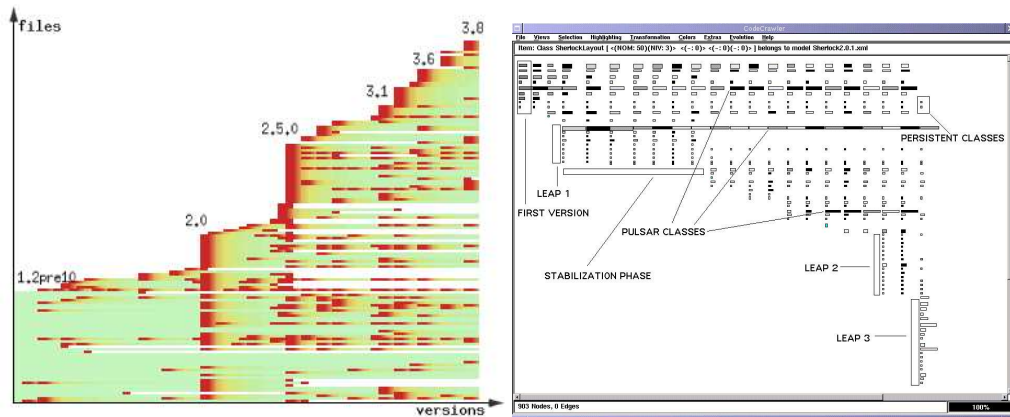 files
3.8
3.6
3.1
2.5.0
2.0
1.2pre10
versions
CodeCrawler
File Views Selection Highlighting Transformation Colors Extras Evolution Help
Item: Class SherlockLayout [ <(NOM: 50)(NIV: 3)> <(-: 0)> <(-: 0)(-: 0)> ] belongs to model Sherlock2.0.1.xml
PERSISTENT CLASSES
LEAP 1
FIRST VERSION
PULSAR CLASSES
STABILIZATION PHASE
LEAP 2
LEAP 3
903 Nodes, 0 Edges
100%